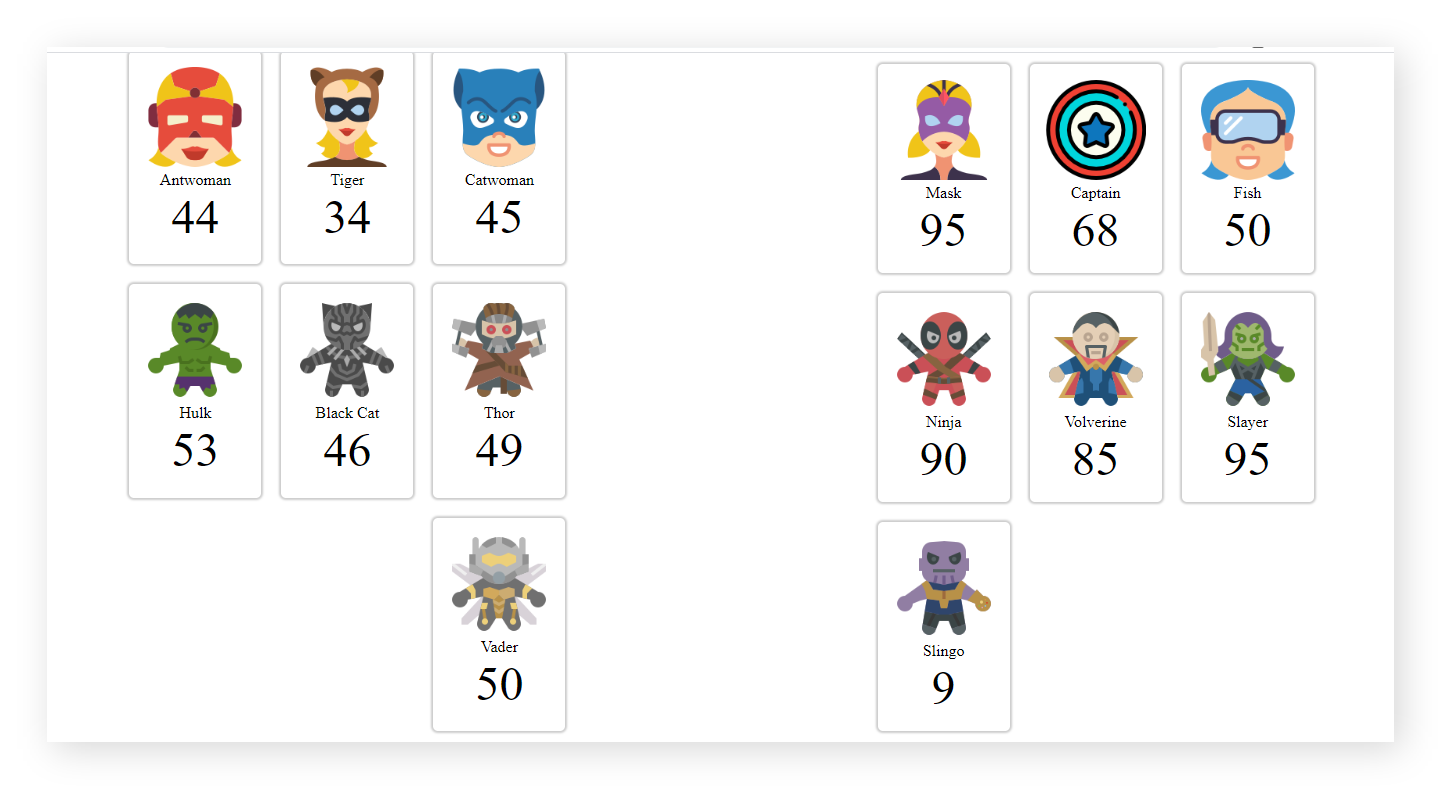 Antwoman
44
Tiger
34
Catwoman
45
Hulk
53
Black Cat
46
Thor
49
Vader
50
Mask
95
Captain
68
Fish
50
Ninja
90
Volverine
85
Slayer
95
Slingo
9